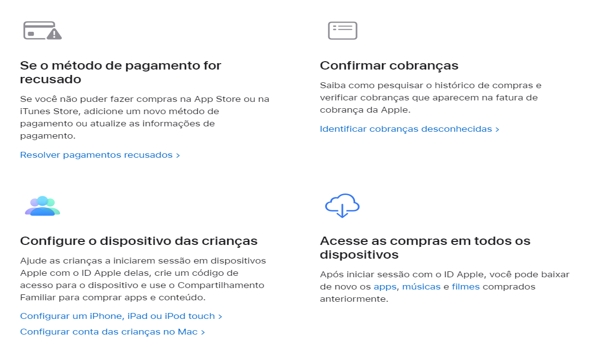 Se o método de pagamento for
recusado
Se você não puder fazer compras na App Store ou na
iTunes Store, adicione um novo método de
pagamento ou atualize as informações de
pagamento.
Resolver pagamentos recusados >
Confirmar cobranças
Saiba como pesquisar o histórico de compras e
verificar cobranças que aparecem na fatura de
cobrança da Apple.
Identificar cobranças desconhecidas >
Configure o dispositivo das crianças
Ajude as crianças a iniciarem sessão em dispositivos
Apple com o ID Apple delas, crie um código de
acesso para o dispositivo e use o Compartilhamento
Familiar para comprar apps e conteúdo.
Configurar um iPhone, iPad ou iPod touch >
Configurar conta das crianças no Mac >
Acesse as compras em todos os
dispositivos
Após iniciar sessão com o ID Apple, você pode baixar
de novo os apps, músicas e filmes comprados
anteriormente.